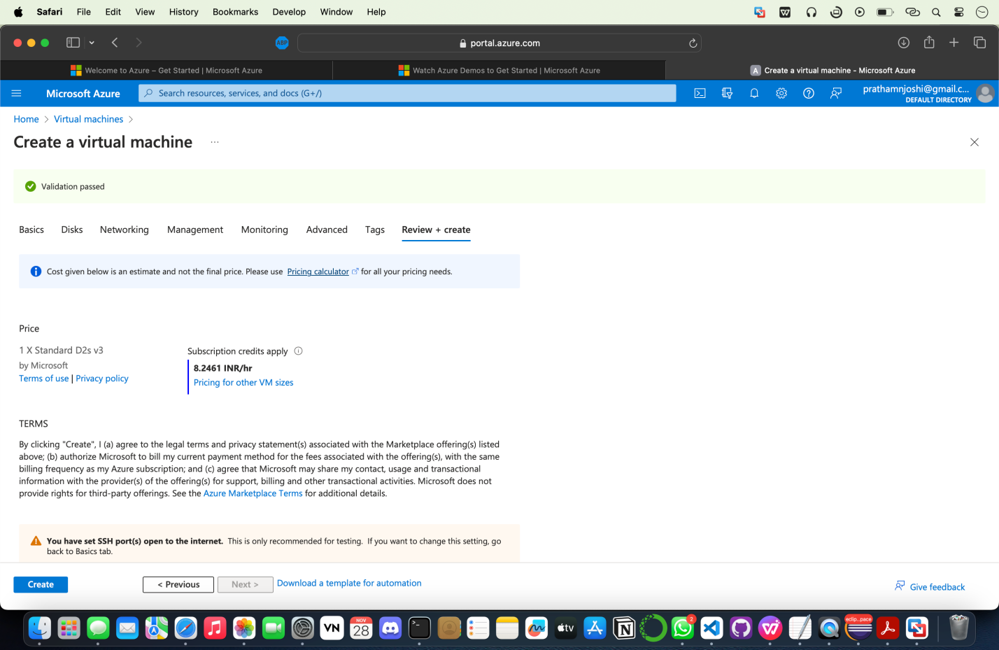 Safari File Edit View History Bookmarks Develop Window Help
ABP
portal.azure.com
Welcome to Azure – Get Started | Microsoft Azure
Watch Azure Demos to Get Started | Microsoft Azure
A Create a virtual machine - Microsoft Azure
Microsoft Azure
Search resources, services, and docs (G+/)
prathamnjoshi@gmail.c...
DEFAULT DIRECTORY
Home > Virtual machines >
Create a virtual machine ...
Validation passed
Basics Disks Networking Management Monitoring Advanced Tags Review + create
Cost given below is an estimate and not the final price. Please use Pricing calculator for all your pricing needs.
Price
1 X Standard D2s v3
by Microsoft
Terms of use | Privacy policy
Subscription credits apply
8.2461 INR/hr
Pricing for other VM sizes
TERMS
By clicking "Create", I (a) agree to the legal terms and privacy statement(s) associated with the Marketplace offering(s) listed
above; (b) authorize Microsoft to bill my current payment method for the fees associated with the offering(s), with the same
billing frequency as my Azure subscription; and (c) agree that Microsoft may share my contact, usage and transactional
information with the provider(s) of the offering(s) for support, billing and other transactional activities. Microsoft does not
provide rights for third-party offerings. See the Azure Marketplace Terms for additional details.
You have set SSH port(s) open to the internet. This is only recommended for testing. If you want to change this setting, go
back to Basics tab.
Create
< Previous
Next >
Download a template for automation
Give feedback
VN
NOV
28
tv
2
eclip...pace